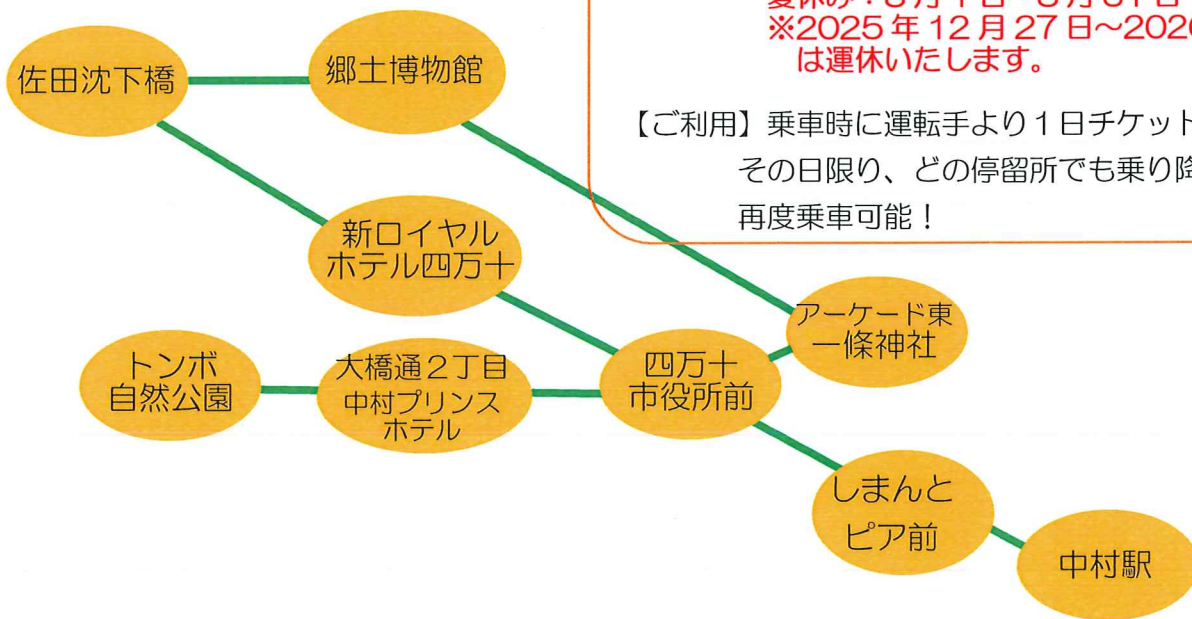 ※2025年12月27日～202
は運休いたします。
【ご利用】乗車時に運転手より1日チケット
その日限り、どの停留所でも乗り降
再度乗車可能！
佐田沈下橋
郷土博物館
新ロイヤル
ホテル四万十
アーケード東
一條神社
トンボ
自然公園
大橋通2丁目
中村プリンス
ホテル
四万十
市役所前
しまんと
ピア前
中村駅